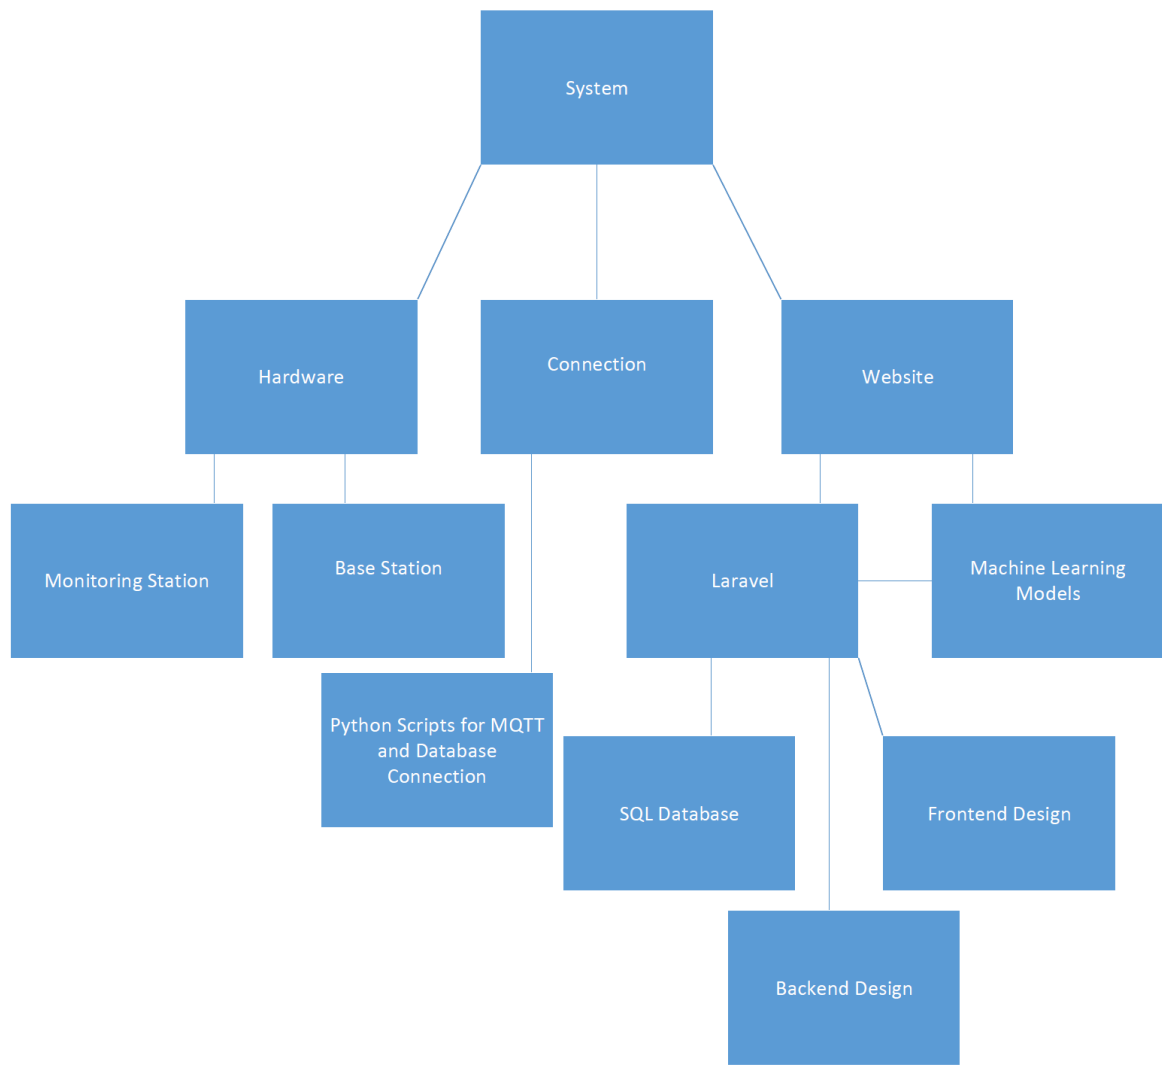 System
Hardware
Connection
Website
Monitoring Station
Base Station
Laravel
Machine Learning
Models
Python Scripts for MQTT
and Database
Connection
SQL Database
Frontend Design
Backend Design